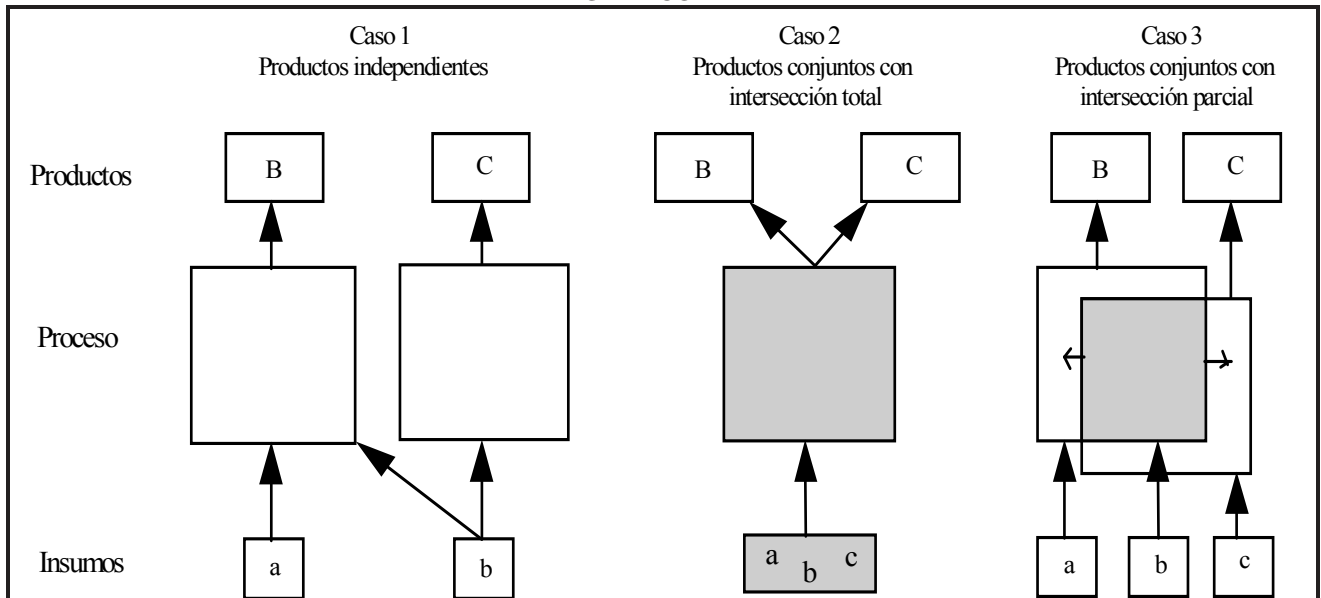 Caso 1
Productos independientes
Caso 2
Productos conjuntos con
intersección total
Caso 3
Productos conjuntos con
intersección parcial
Productos
B
C
B
C
B
C
Proceso
Insumos
a
b
a b c
a
b
c